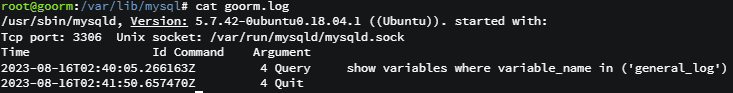 root@goorm:/var/lib/mysql# cat goorm.log
/usr/sbin/mysqld, Version: 5.7.42-0ubuntu0.18.04.1 ((Ubuntu)). started with:
Tcp port: 3306  Unix socket: /var/run/mysqld/mysqld.sock
Time                 Id Command    Argument
2023-08-16T02:40:05.266163Z         4 Query     show variables where variable_name in ('general_log')
2023-08-16T02:41:50.657470Z         4 Quit